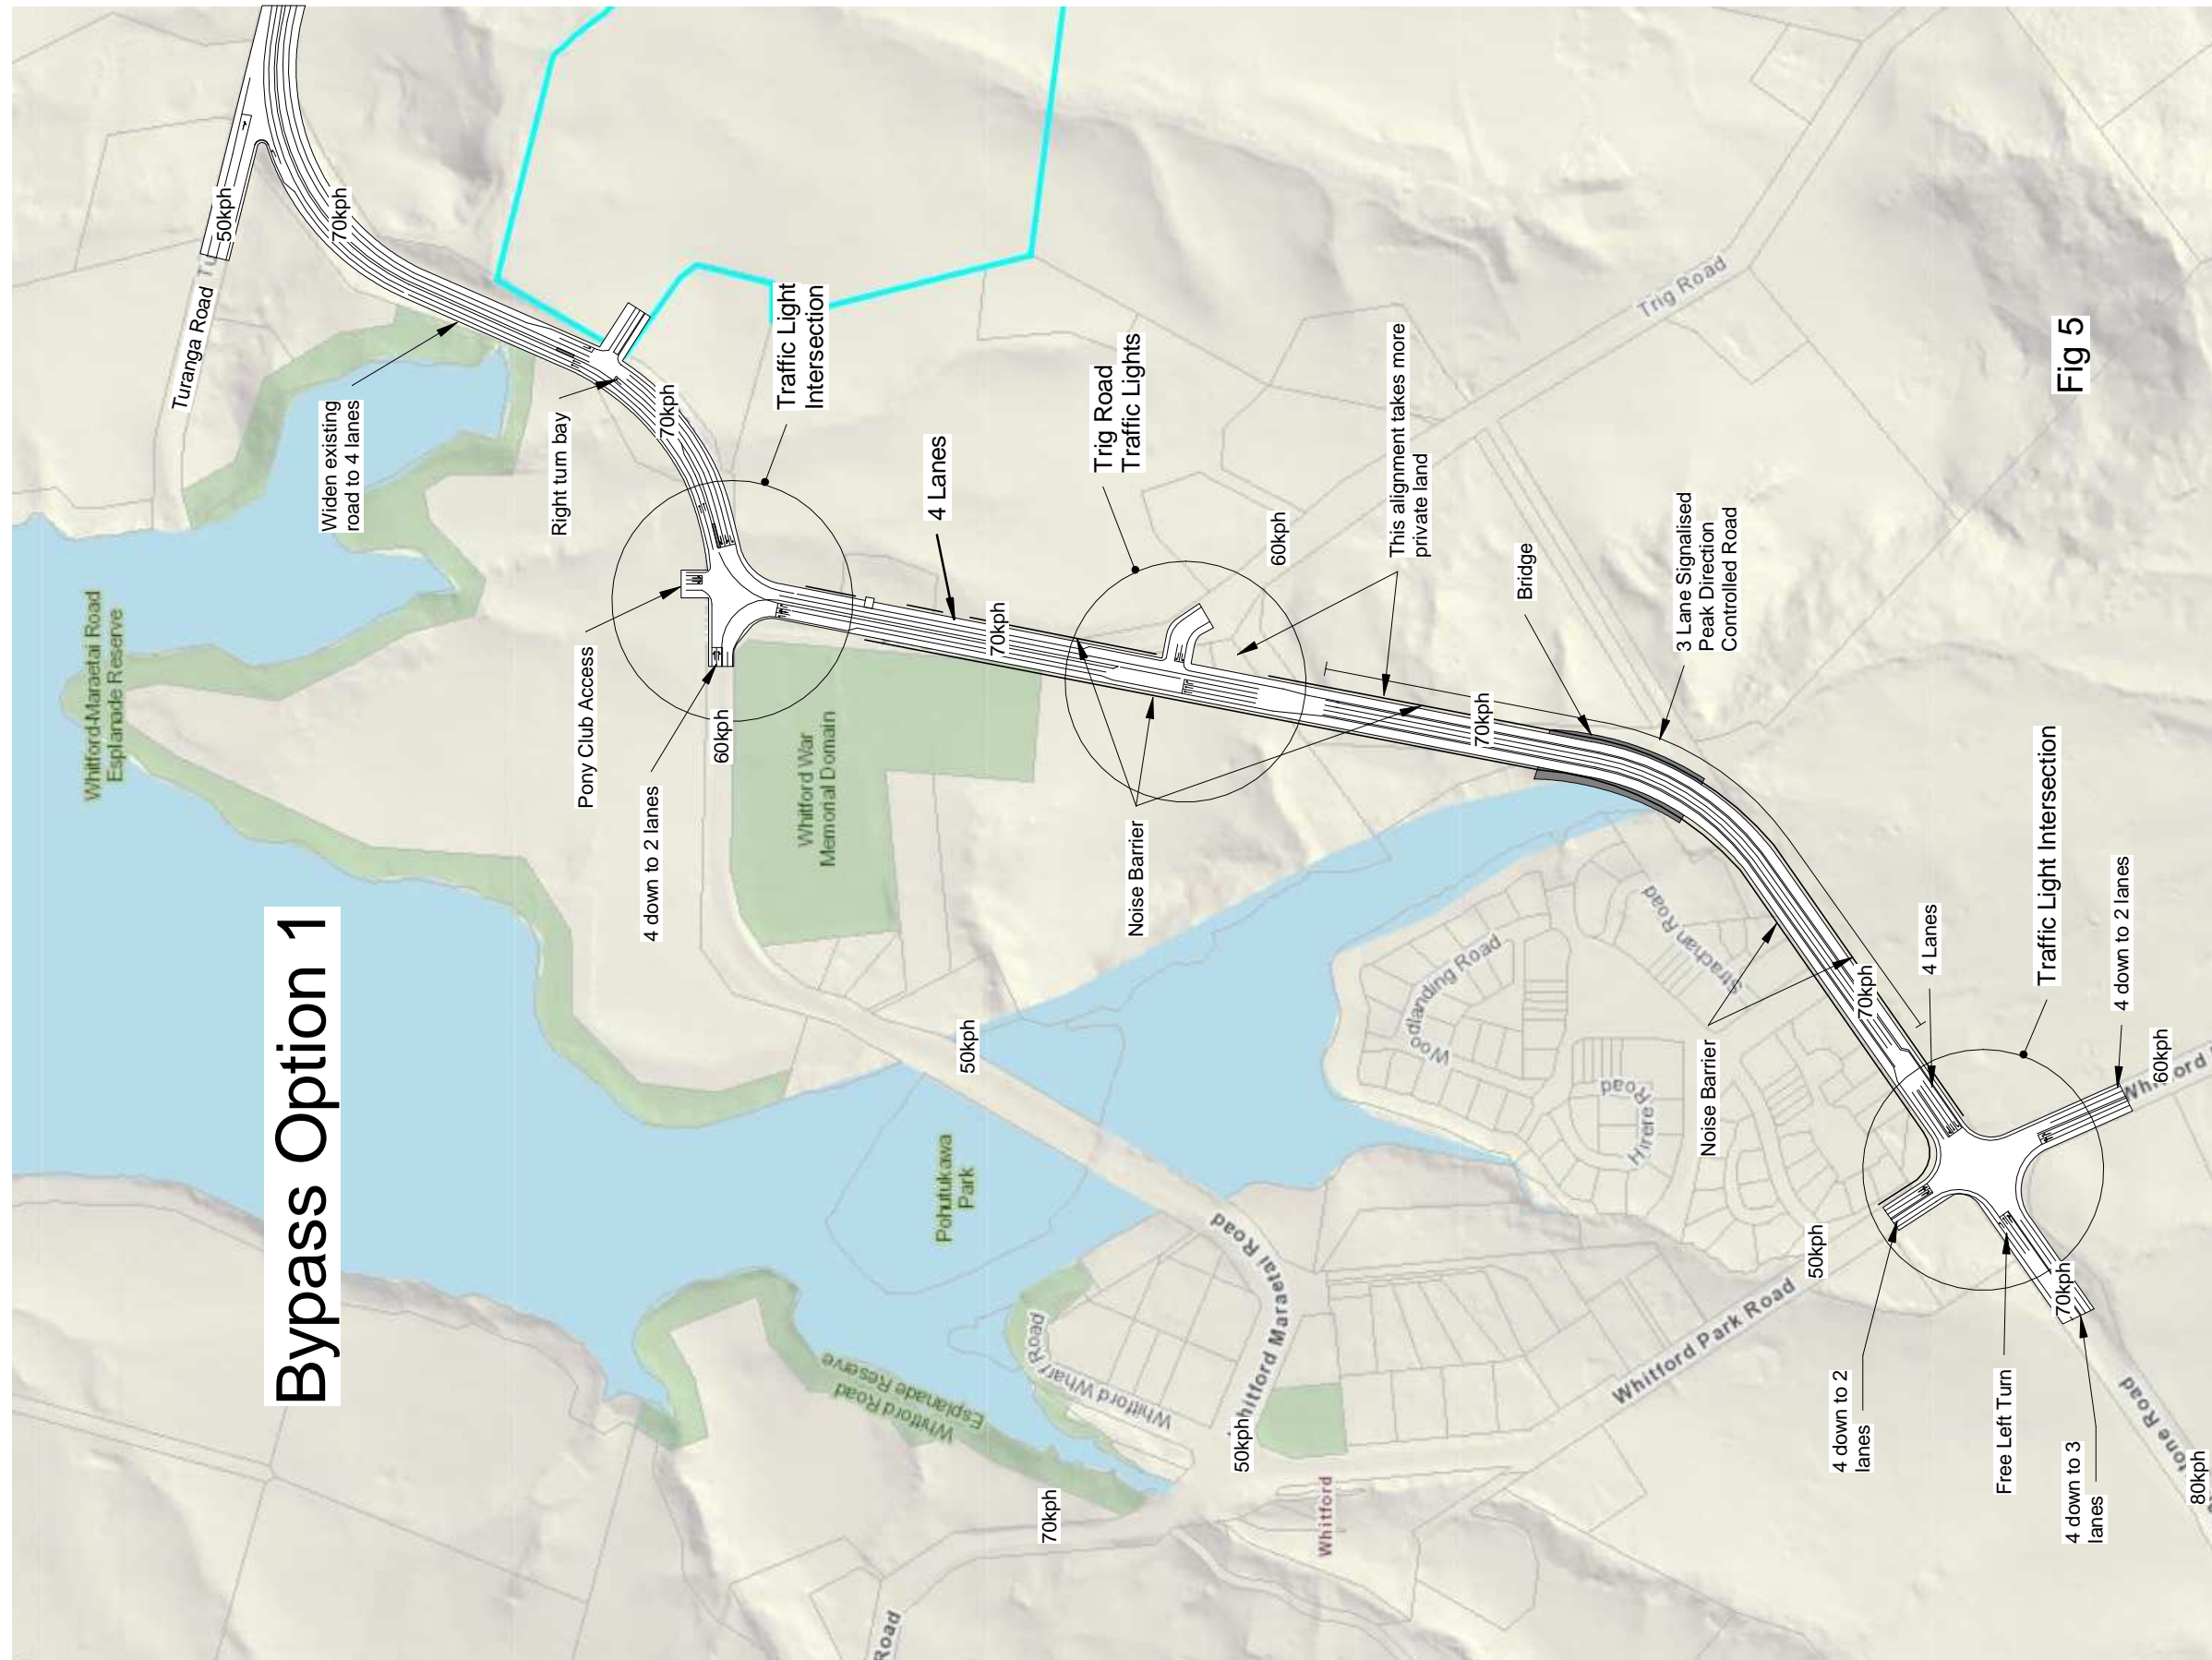 Bypass Option 1
Turanga Road
Tu
50kph
70kph
Widen existing
road to 4 lanes
Right turn bay
70kph
Traffic Light
Intersection
Whitford-Maraetai Road
Esplanade Reserve
Pony Club Access
4 down to 2 lanes
60kph
Whitford War
Memorial Domain
4 Lanes
70kph
Trig Road
Traffic Lights
60kph
Noise Barrier
This alignment takes more
private land
Trig Road
Bridge
70kph
3 Lane Signalised
Peak Direction
Controlled Road
Fig 5
50kph
Pohutukawa
Park
Woodlanding Road
Strachan Road
Hirere Road
Noise Barrier
70kph
4 Lanes
Traffic Light Intersection
4 down to 2 lanes
60kph
50kph
Whitford Park Road
Whitford Maraetai Road
Whitford Wharf Road
Whitford Road
Esplanade Reserve
50kph
70kph
Whitford
Road
4 down to 2
lanes
Free Left Turn
4 down to 3
lanes
70kph
tone Road
80kph